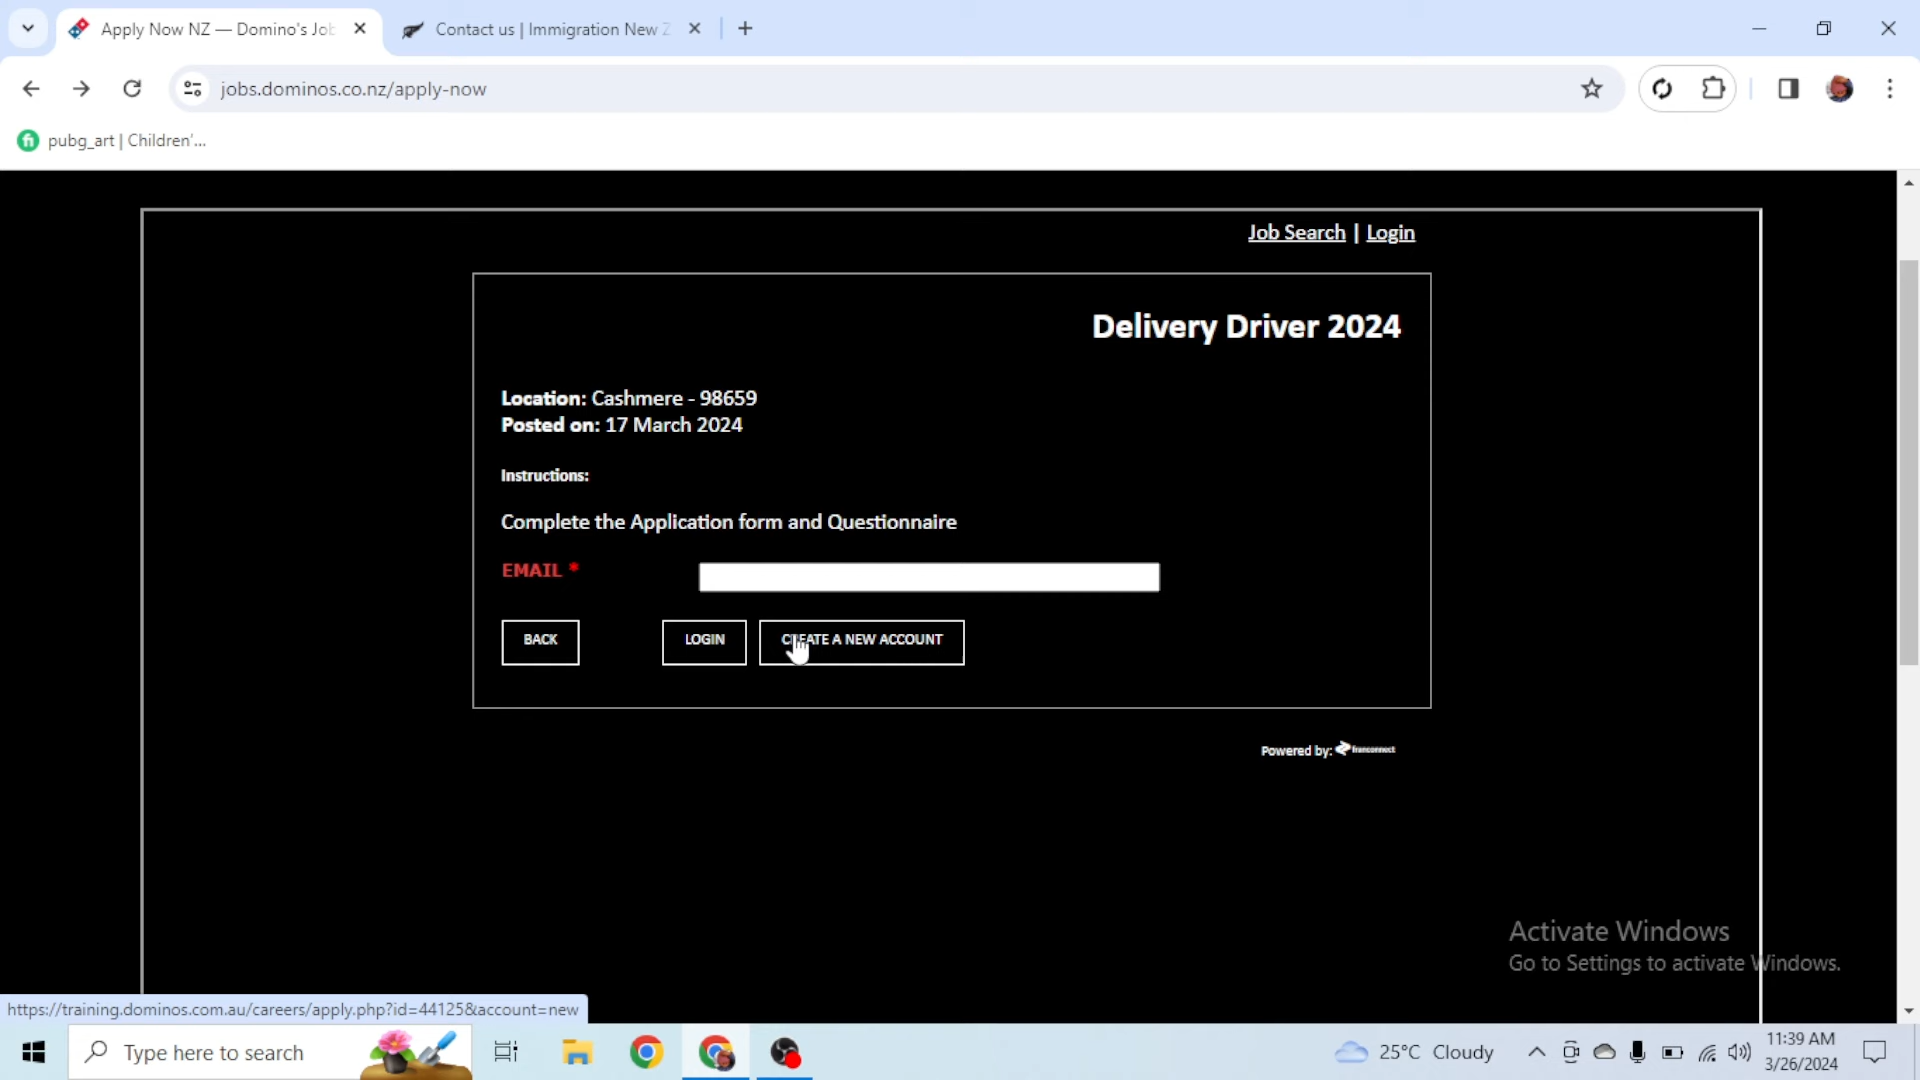 Apply Now NZ — Domino's Jo
Contact us | Immigration New Z
jobs.dominos.co.nz/apply-now
pubg_art | Children'...
Job Search | Login
Delivery Driver 2024
Location: Cashmere - 98659
Posted on: 17 March 2024
Instructions:
Complete the Application form and Questionnaire
EMAIL *
BACK
LOGIN
CREATE A NEW ACCOUNT
Powered by: franconnect
Activate Windows
Go to Settings to activate Windows.
https://training.dominos.com.au/careers/apply.php?id=44125&account=new
Type here to search
25°C Cloudy
11:39 AM
3/26/2024